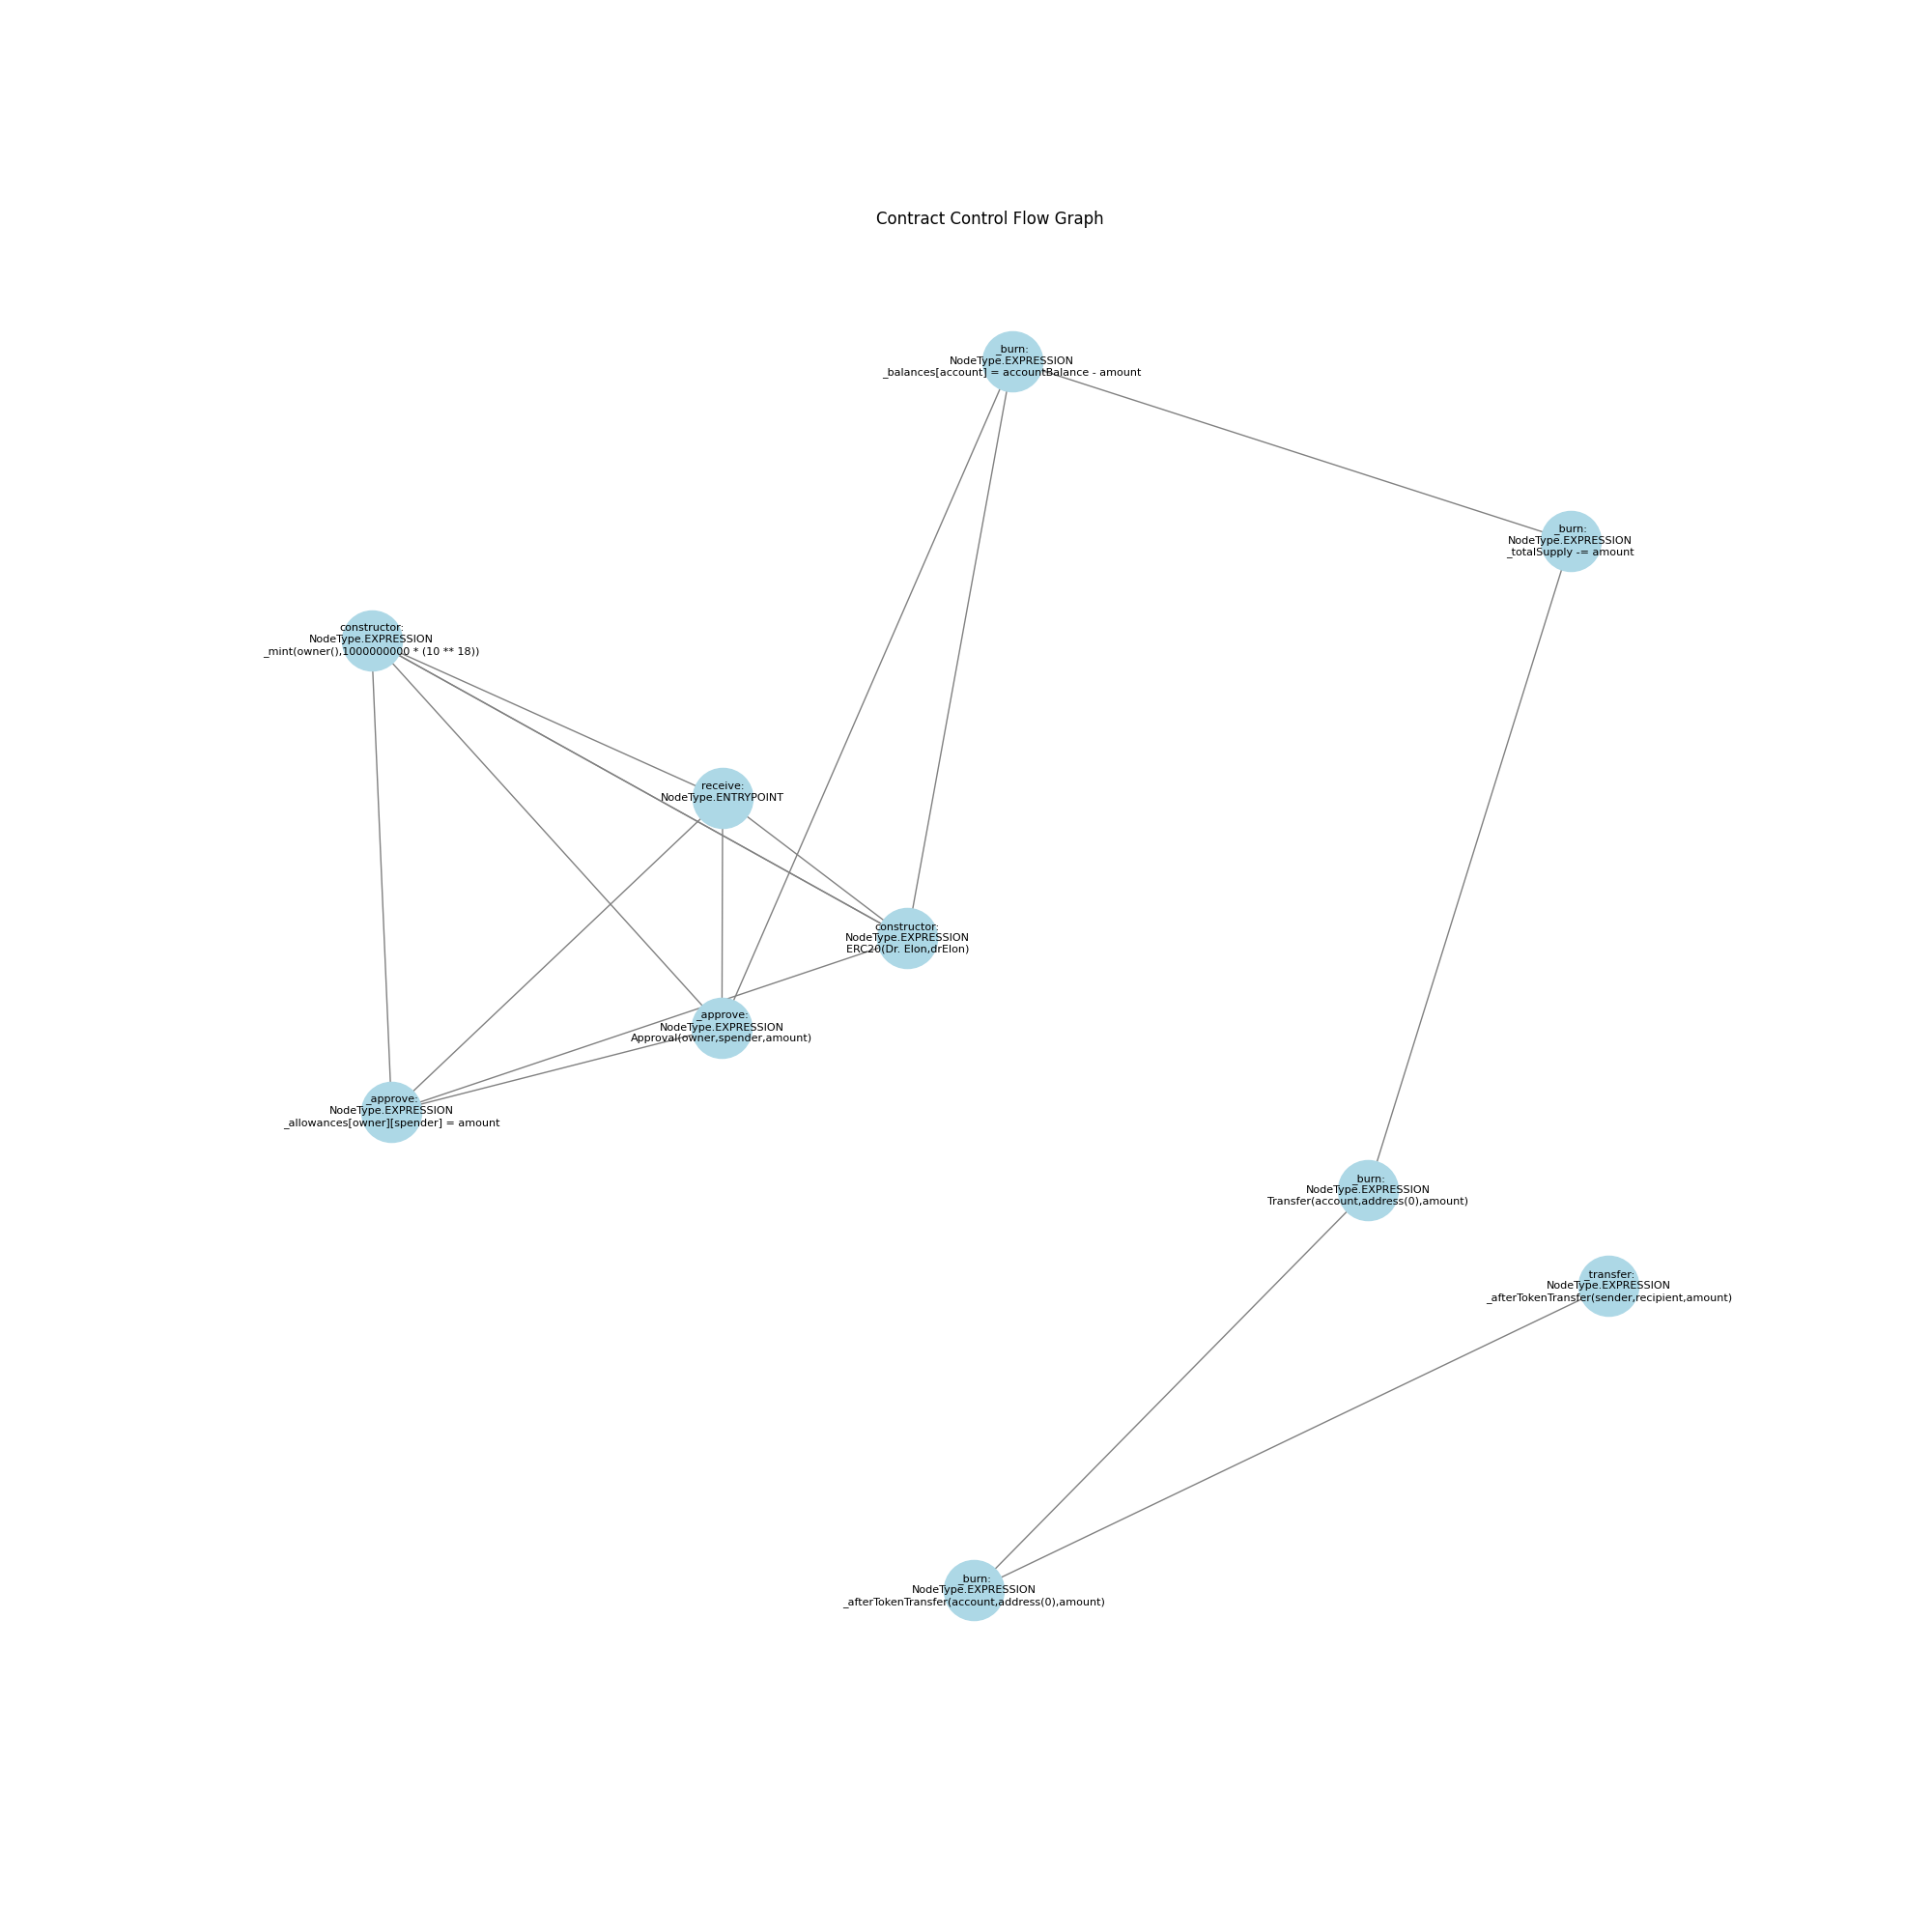 Contract Control Flow Graph
_burn:
NodeType.EXPRESSION
_balances[account] = accountBalance - amount
_burn:
NodeType.EXPRESSION
_totalSupply -= amount
constructor:
NodeType.EXPRESSION
_mint(owner(),1000000000 * (10 ** 18))
receive:
NodeType.ENTRYPOINT
constructor:
NodeType.EXPRESSION
ERC20(Dr. Elon,drElon)
_approve:
NodeType.EXPRESSION
Approval(owner,spender,amount)
_approve:
NodeType.EXPRESSION
_allowances[owner][spender] = amount
_burn:
NodeType.EXPRESSION
Transfer(account,address(0),amount)
_transfer:
NodeType.EXPRESSION
_afterTokenTransfer(sender,recipient,amount)
_burn:
NodeType.EXPRESSION
_afterTokenTransfer(account,address(0),amount)